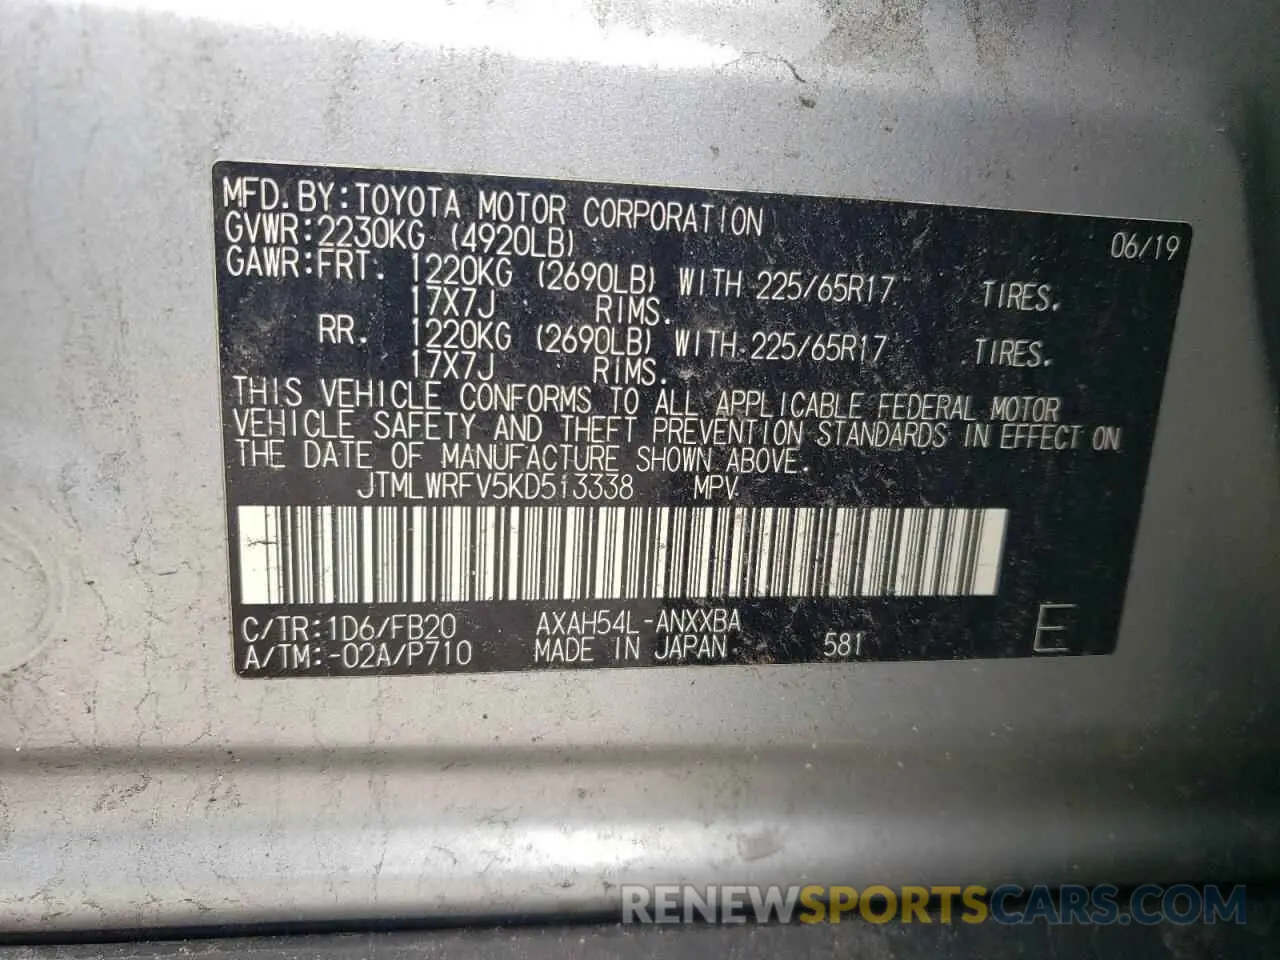 MFD.BY:TOYOTA MOTOR CORPORATION 06/19
GVWR:2230KG (4920LB)
GAWR:FRT. 1220KG (2690LB) WITH 225/65R17 TIRES.
17X7J RIMS.
RR. 1220KG (2690LB) WITH 225/65R17 TIRES.
17X7J RIMS.
THIS VEHICLE CONFORMS TO ALL APPLICABLE FEDERAL MOTOR
VEHICLE SAFETY AND THEFT PREVENTION STANDARDS IN EFFECT ON
THE DATE OF MANUFACTURE SHOWN ABOVE.
JTMLWRFV5KD513338 MPV
C/TR:1D6/FB20 AXAH54L-ANXXBA
A/TM:-02A/P710 MADE IN JAPAN 581 E
RENEWSPORTSCARS.COM